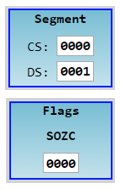 Segment
CS: 0000
DS: 0001
Flags
SOZC
0000